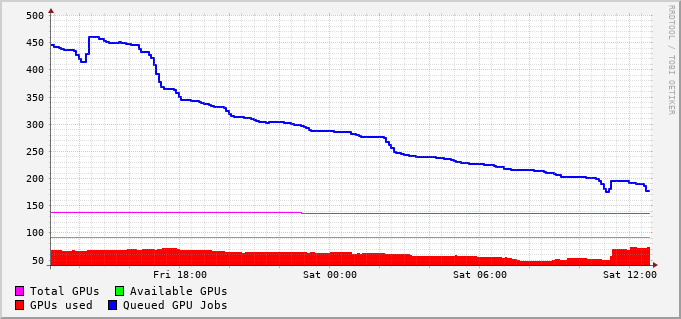 500
450
400
350
300
250
200
150
100
50
Fri 18:00 Sat 00:00 Sat 06:00 Sat 12:00
Total GPUs Available GPUs
GPUs used Queued GPU Jobs
RRDTOOL / TOBI OETIKER